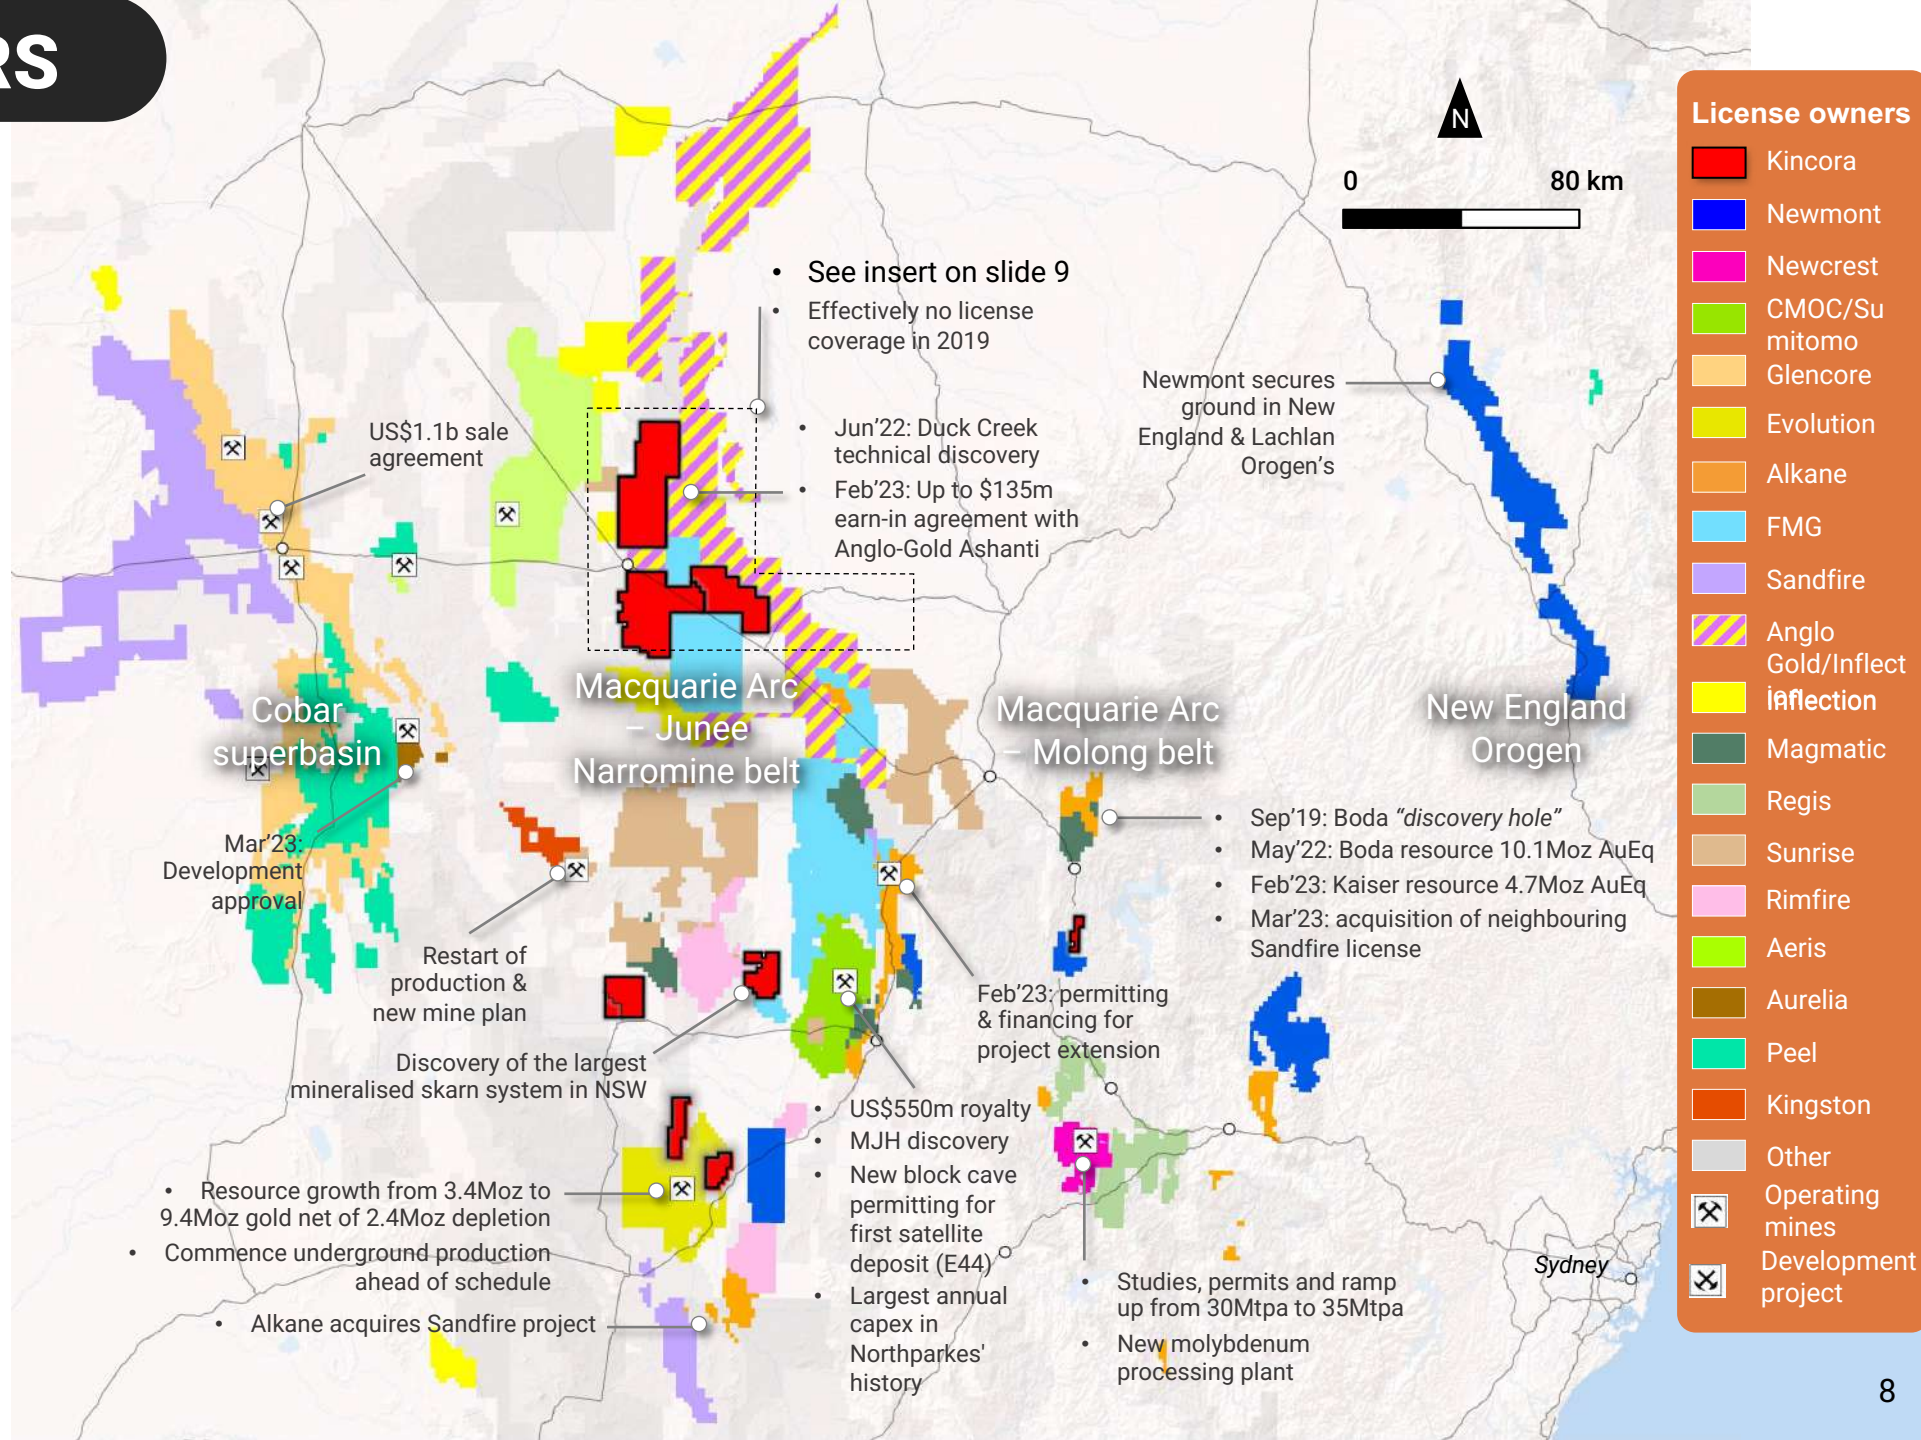 RS
N
0 80 km
• See insert on slide 9
• Effectively no license
coverage in 2019
• Jun’22: Duck Creek
technical discovery
• Feb’23: Up to $135m
earn-in agreement with
Anglo-Gold Ashanti
US$1.1b sale
agreement
Newmont secures
ground in New
England & Lachlan
Orogen’s
Cobar
superbasin
Macquarie Arc
– Junee
Narromine belt
Macquarie Arc
– Molong belt
New England
Orogen
Mar’23:
Development
approval
Restart of
production &
new mine plan
Discovery of the largest
mineralised skarn system in NSW
• Sep’19: Boda “discovery hole”
• May’22: Boda resource 10.1Moz AuEq
• Feb’23: Kaiser resource 4.7Moz AuEq
• Mar’23: acquisition of neighbouring
Sandfire license
Feb’23: permitting
& financing for
project extension
• US$550m royalty
• MJH discovery
• New block cave
permitting for
first satellite
deposit (E44)
• Largest annual
capex in
Northparkes'
history
• Resource growth from 3.4Moz to
9.4Moz gold net of 2.4Moz depletion
• Commence underground production
ahead of schedule
• Alkane acquires Sandfire project
• Studies, permits and ramp
up from 30Mtpa to 35Mtpa
• New molybdenum
processing plant
Sydney
License owners
Kincora
Newmont
Newcrest
CMOC/Su
mitomo
Glencore
Evolution
Alkane
FMG
Sandfire
Anglo
Gold/Inflect
ion
Inflection
Magmatic
Regis
Sunrise
Rimfire
Aeris
Aurelia
Peel
Kingston
Other
Operating
mines
Development
project
8